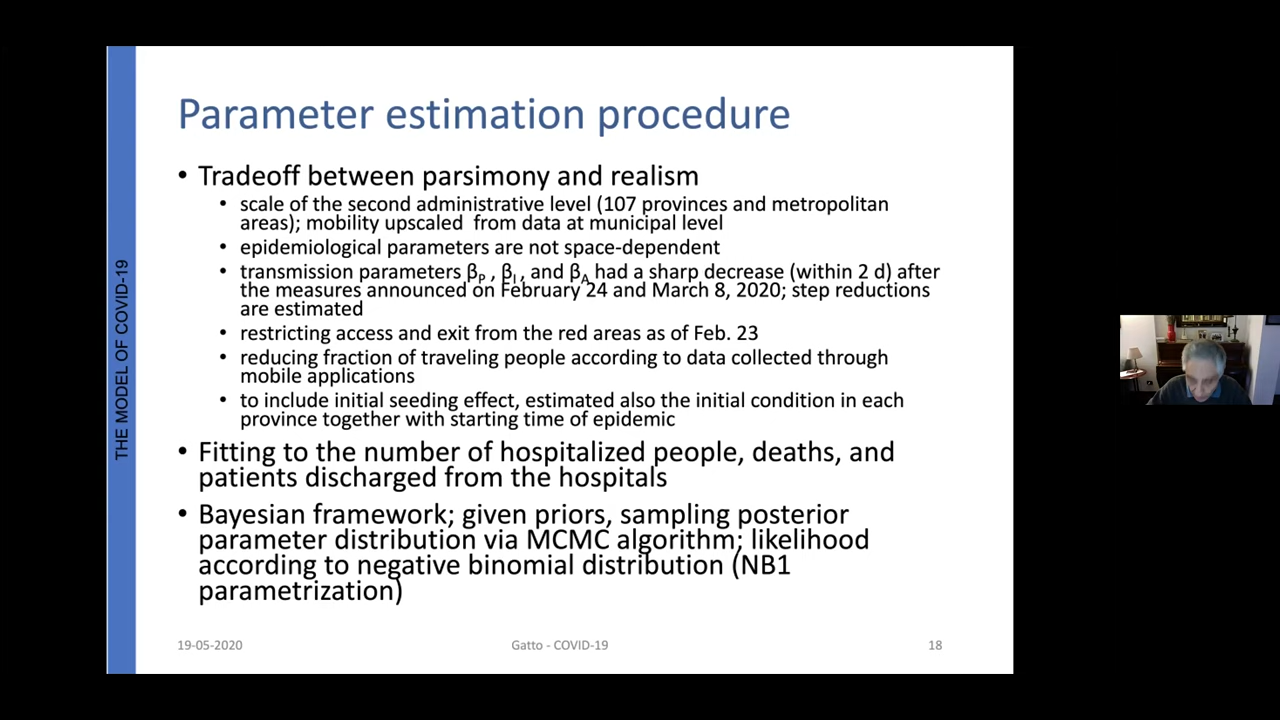 Parameter estimation procedure
• Tradeoff between parsimony and realism
• scale of the second administrative level (107 provinces and metropolitan
areas); mobility upscaled from data at municipal level
• epidemiological parameters are not space-dependent
• transmission parameters βP , βI, and βA had a sharp decrease (within 2 d) after
the measures announced on February 24 and March 8, 2020; step reductions
are estimated
• restricting access and exit from the red areas as of Feb. 23
• reducing fraction of traveling people according to data collected through
mobile applications
• to include initial seeding effect, estimated also the initial condition in each
province together with starting time of epidemic
• Fitting to the number of hospitalized people, deaths, and
patients discharged from the hospitals
• Bayesian framework; given priors, sampling posterior
parameter distribution via MCMC algorithm; likelihood
according to negative binomial distribution (NB1
parametrization)
THE MODEL OF COVID-19
19-05-2020
Gatto - COVID-19
18